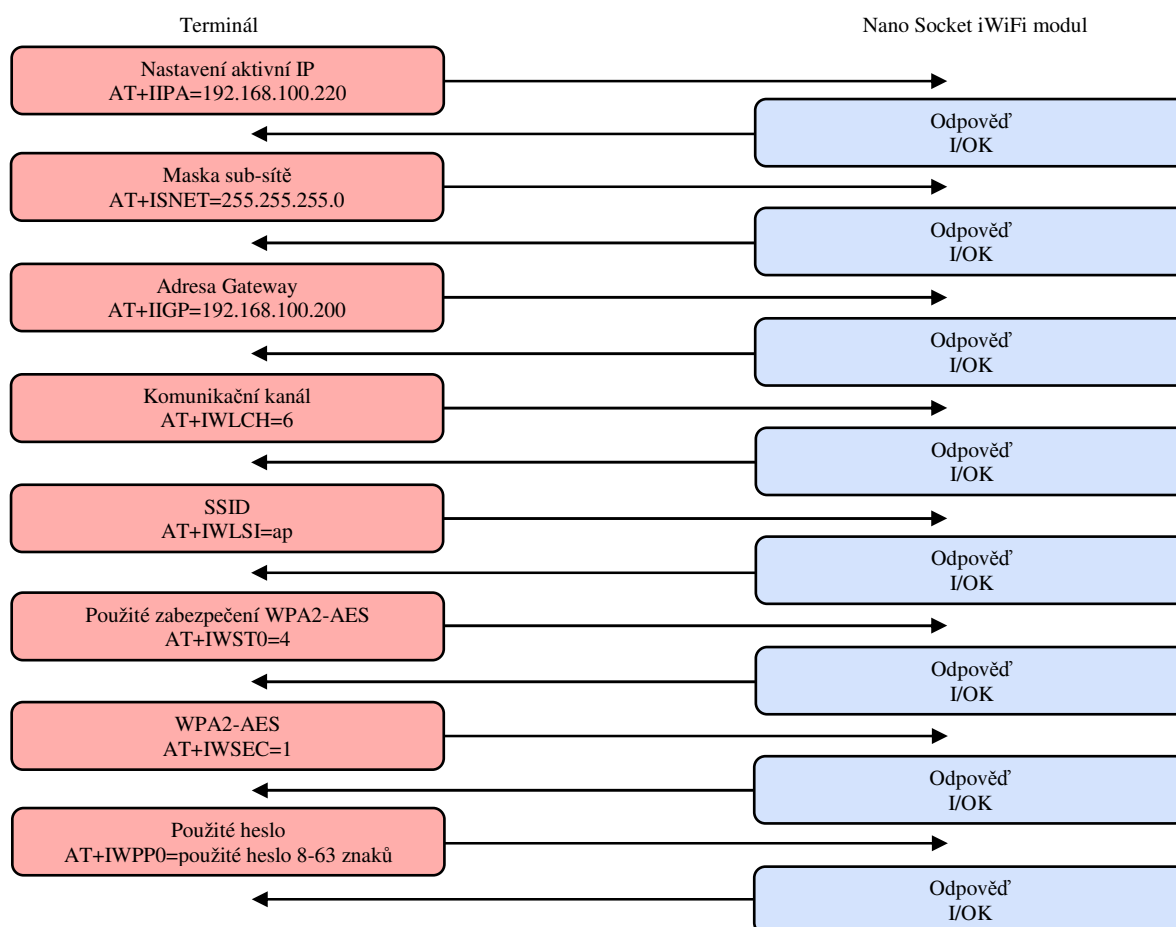 Terminál
Nano Socket iWiFi modul
Nastavení aktivní IP
AT+IIPA=192.168.100.220
Odpověď
I/OK
Maska sub-sítě
AT+ISNET=255.255.255.0
Odpověď
I/OK
Adresa Gateway
AT+IIGP=192.168.100.200
Odpověď
I/OK
Komunikační kanál
AT+IWLCH=6
Odpověď
I/OK
SSID
AT+IWLSI=ap
Odpověď
I/OK
Použité zabezpečení WPA2-AES
AT+IWST0=4
Odpověď
I/OK
WPA2-AES
AT+IWSEC=1
Odpověď
I/OK
Použité heslo
AT+IWPP0=použité heslo 8-63 znaků
Odpověď
I/OK